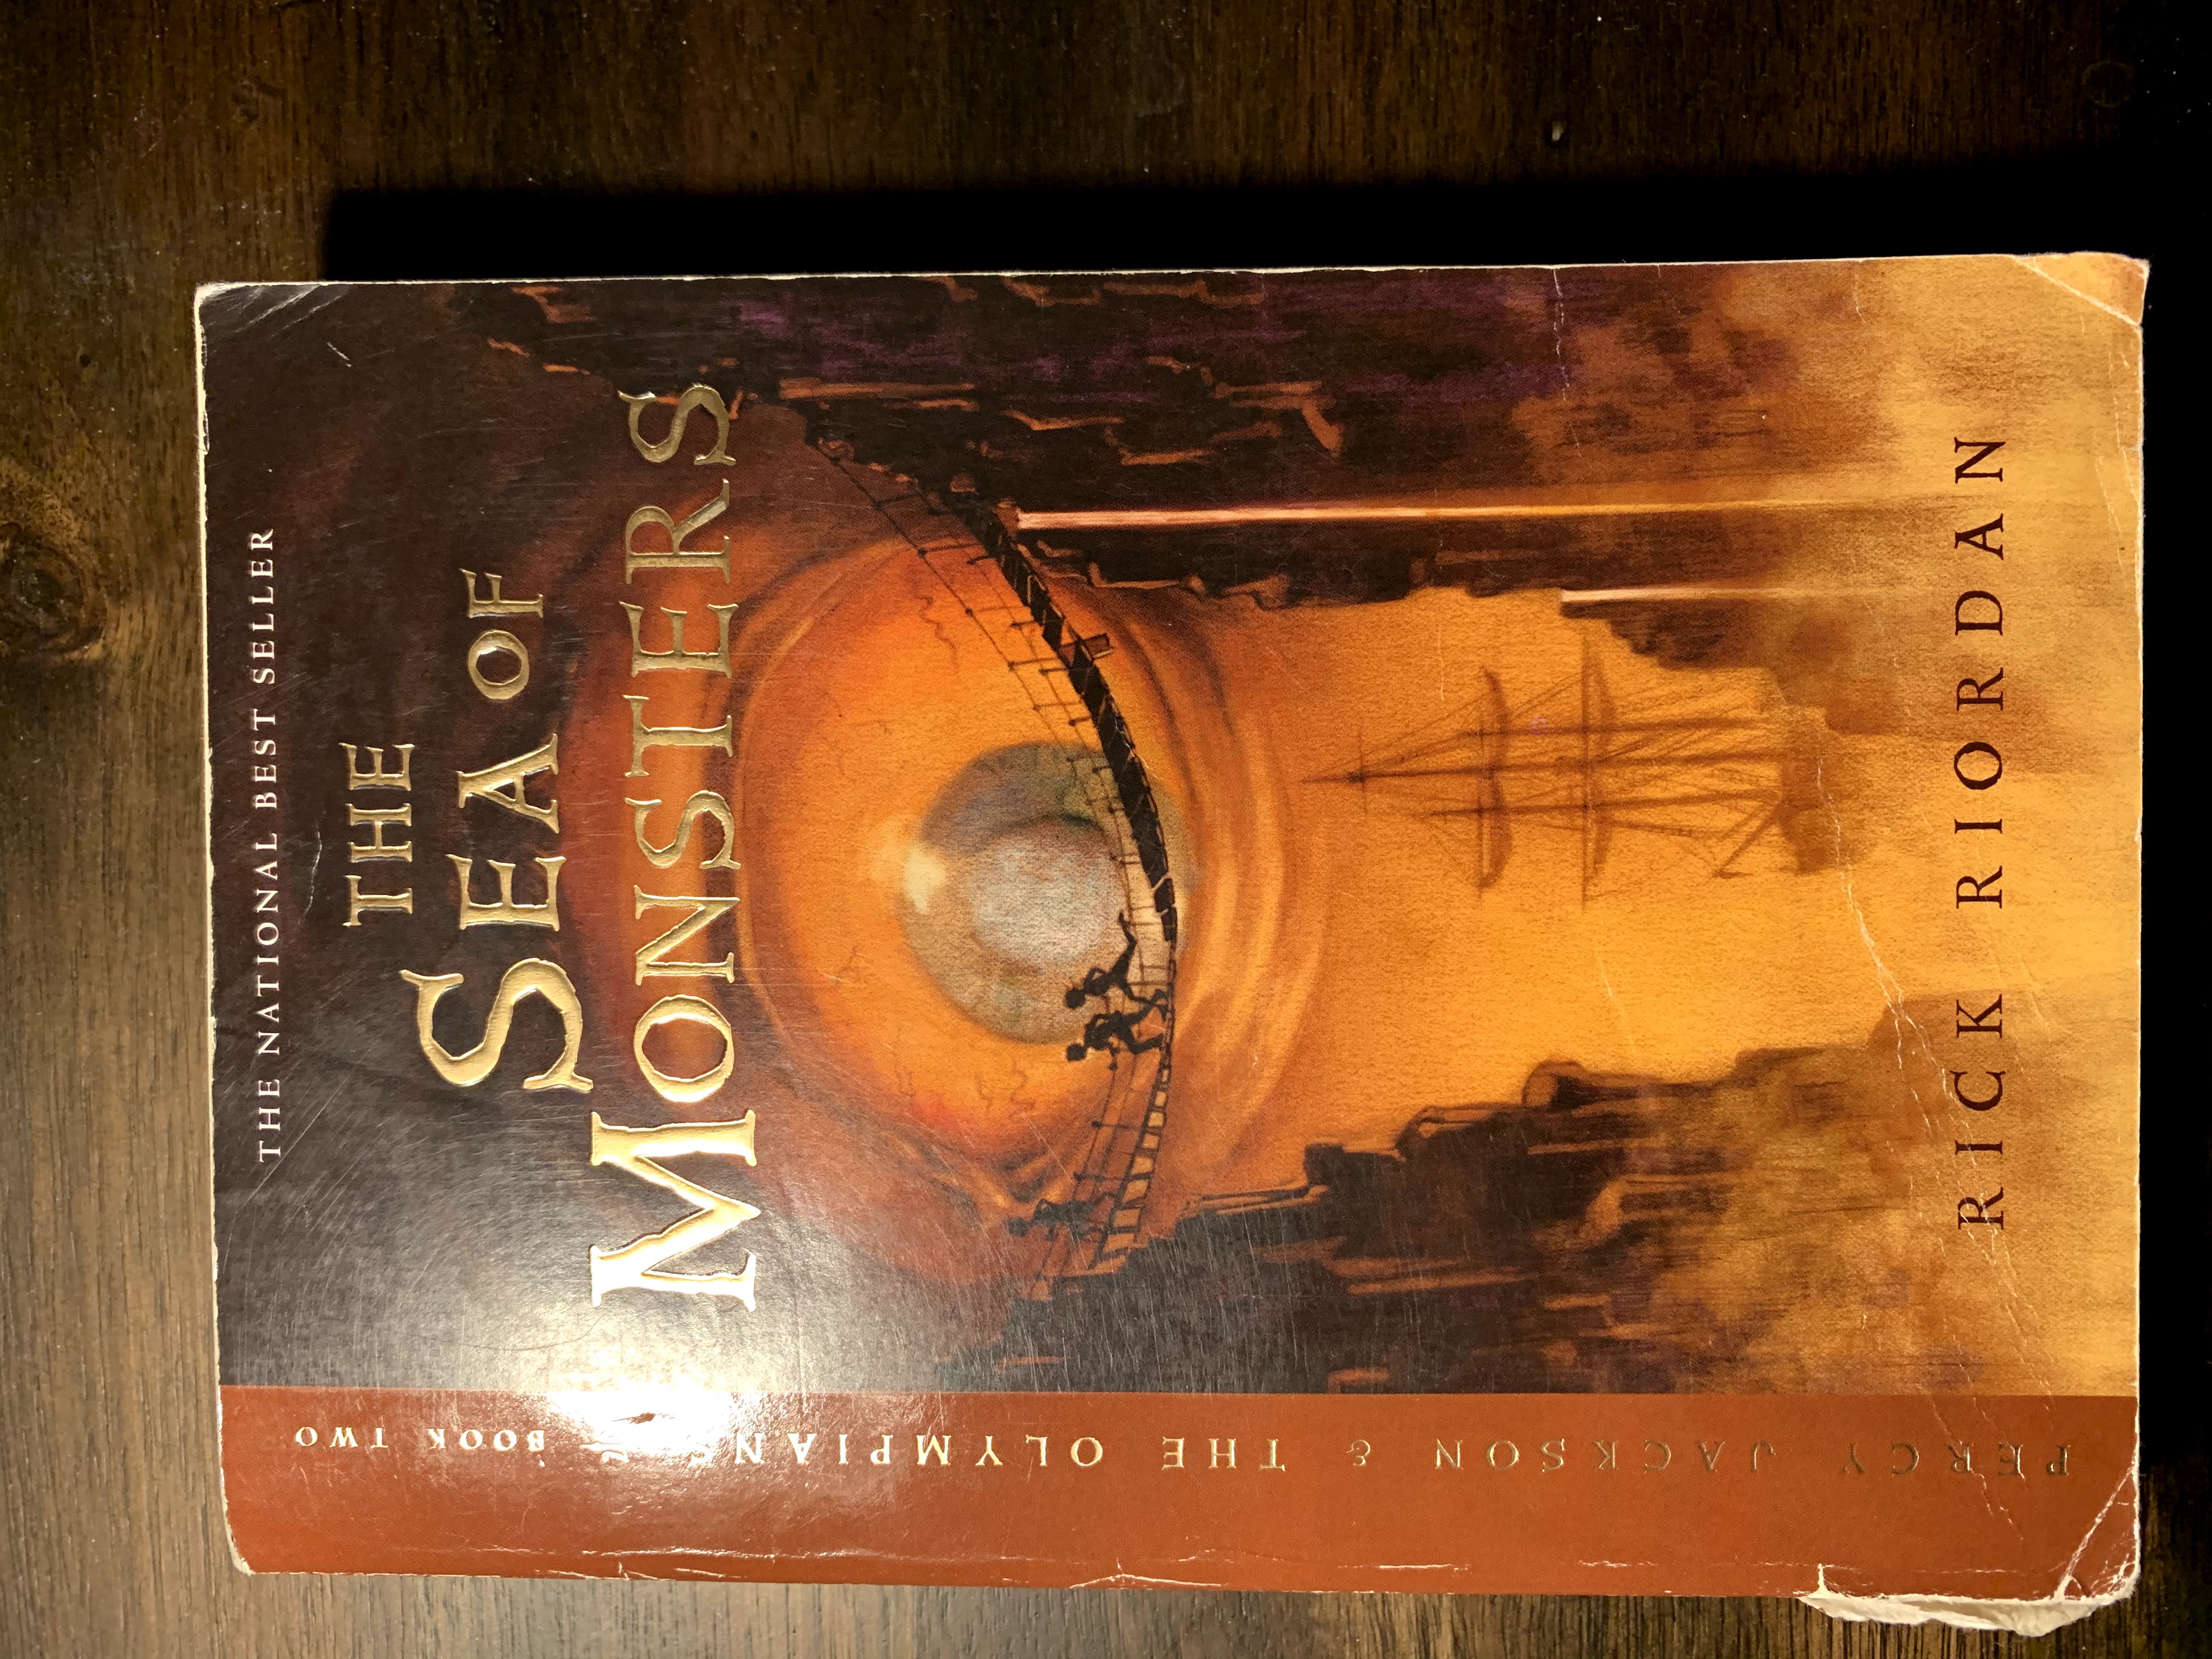 THE NATIONAL BEST SELLER
THE
SEA OF
MONSTERS
RICK RIORDAN
PERCY JACKSON & THE OLYMPIANS BOOK TWO